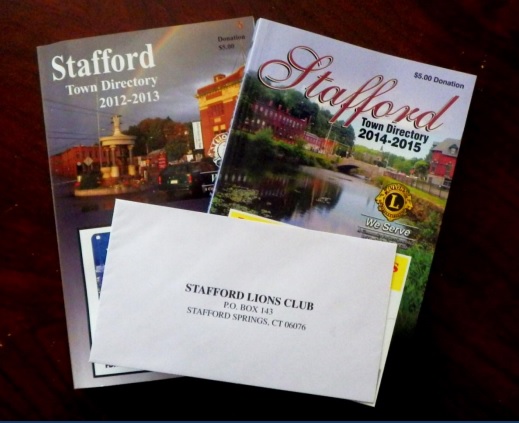 Stafford
Town Directory
2012-2013
Donation
$5.00
Stafford
$5.00 Donation
Town Directory
2014-2015
L
We Serve
STAFFORD LIONS CLUB
P.O. BOX 143
STAFFORD SPRINGS, CT 06076